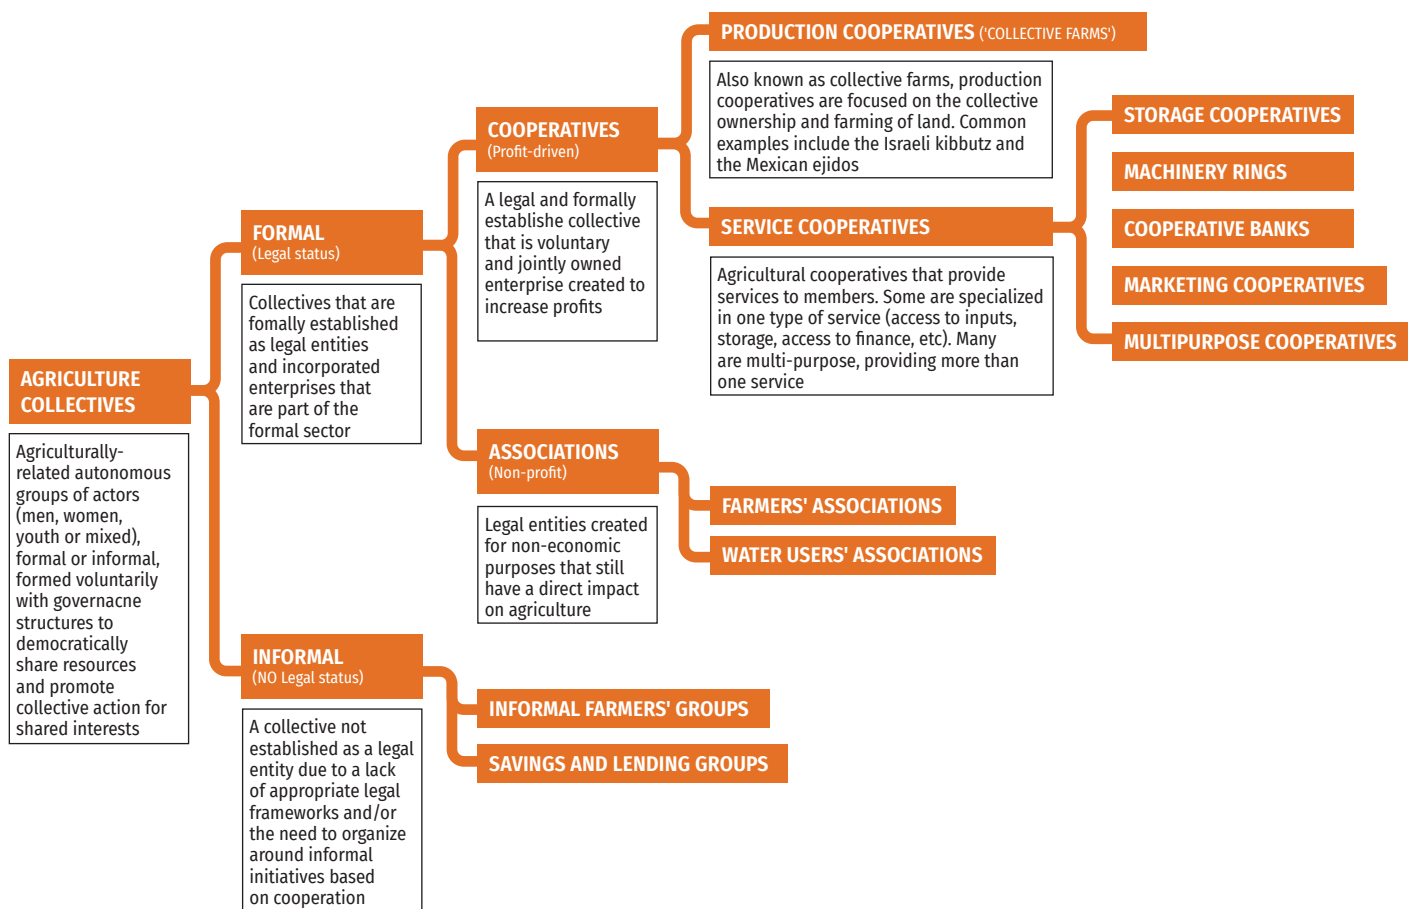 AGRICULTURE
COLLECTIVES
Agriculturally-
related autonomous
groups of actors
(men, women,
youth or mixed),
formal or informal,
formed voluntarily
with governacne
structures to
democratically
share resources
and promote
collective action for
shared interests
FORMAL
(Legal status)
Collectives that are
fomally established
as legal entities
and incorporated
enterprises that
are part of the
formal sector
COOPERATIVES
(Profit-driven)
A legal and formally
establishe collective
that is voluntary
and jointly owned
enterprise created to
increase profits
PRODUCTION COOPERATIVES ('COLLECTIVE FARMS')
Also known as collective farms, production
cooperatives are focused on the collective
ownership and farming of land. Common
examples include the Israeli kibbutz and
the Mexican ejidos
SERVICE COOPERATIVES
Agricultural cooperatives that provide
services to members. Some are specialized
in one type of service (access to inputs,
storage, access to finance, etc). Many
are multi-purpose, providing more than
one service
STORAGE COOPERATIVES
MACHINERY RINGS
COOPERATIVE BANKS
MARKETING COOPERATIVES
MULTIPURPOSE COOPERATIVES
ASSOCIATIONS
(Non-profit)
Legal entities created
for non-economic
purposes that still
have a direct impact
on agriculture
FARMERS' ASSOCIATIONS
WATER USERS' ASSOCIATIONS
INFORMAL
(NO Legal status)
A collective not
established as a legal
entity due to a lack
of appropriate legal
frameworks and/or
the need to organize
around informal
initiatives based
on cooperation
INFORMAL FARMERS' GROUPS
SAVINGS AND LENDING GROUPS